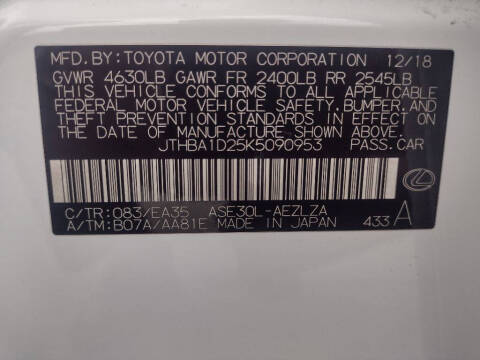 MFD.BY:TOYOTA MOTOR CORPORATION 12/18
GVWR 4630LB GAWR FR 2400LB RR 2545LB
THIS VEHICLE CONFORMS TO ALL APPLICABLE
FEDERAL MOTOR VEHICLE SAFETY,BUMPER,AND
THEFT PREVENTION STANDARDS IN EFFECT ON
THE DATE OF MANUFACTURE SHOWN ABOVE.
JTHBA1D25K5090953 PASS.CAR
C/TR:083/EA35 ASE30L-AEZLZA
A/TM:B07A/AA81E MADE IN JAPAN 433 A